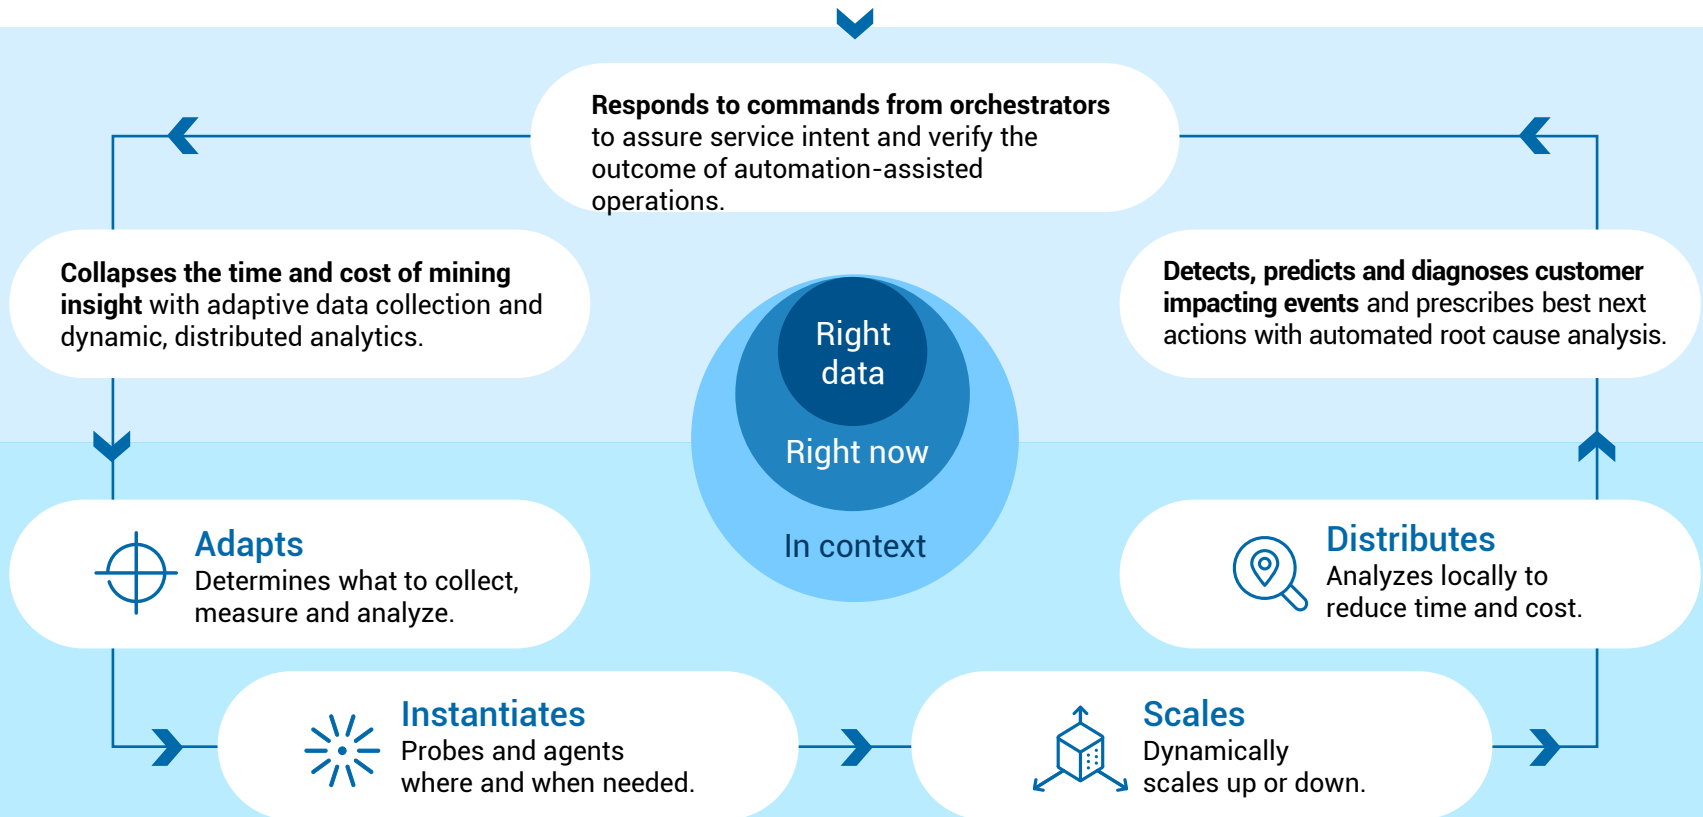 Responds to commands from orchestrators
to assure service intent and verify the
outcome of automation-assisted
operations.
Collapses the time and cost of mining
insight with adaptive data collection and
dynamic, distributed analytics.
Detects, predicts and diagnoses customer
impacting events and prescribes best next
actions with automated root cause analysis.
Right
data
Right now
In context
Adapts
Determines what to collect,
measure and analyze.
Distributes
Analyzes locally to
reduce time and cost.
Instantiates
Probes and agents
where and when needed.
Scales
Dynamically
scales up or down.